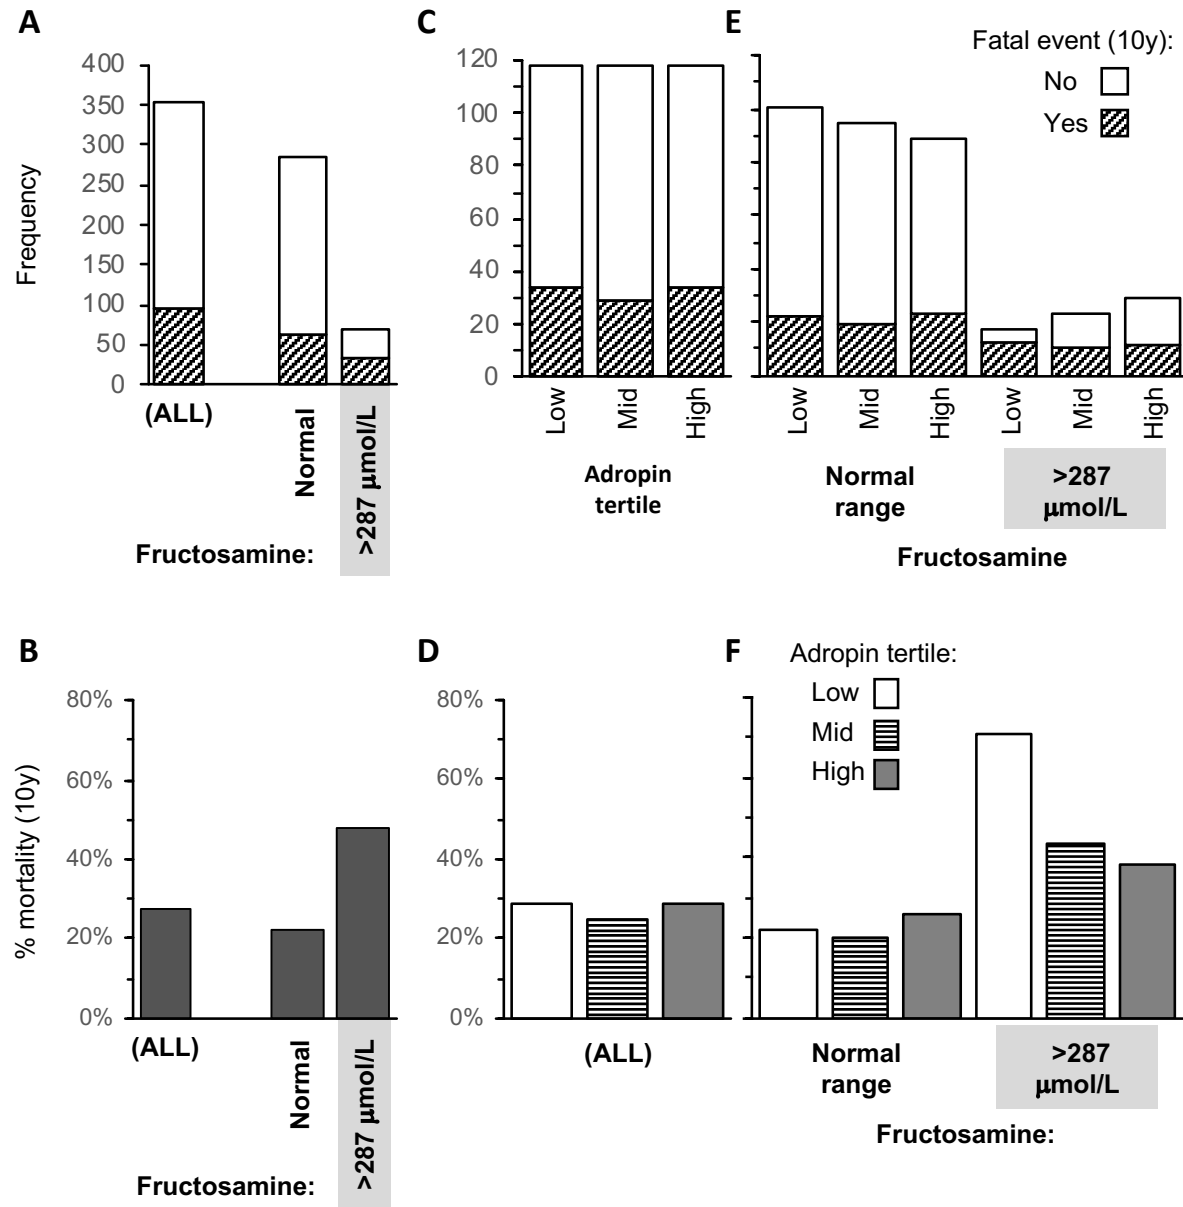 A
Frequency
400
350
300
250
200
150
100
50
0
(ALL)
Normal
>287 µmol/L
Fructosamine:
C
120
100
80
60
40
20
0
Low
Mid
High
Adropin
tertile
E
Fatal event (10y):
No
Yes
Low
Mid
High
Low
Mid
High
Normal
range
>287
µmol/L
Fructosamine
B
% mortality (10y)
80%
60%
40%
20%
0%
(ALL)
Normal
>287 µmol/L
Fructosamine:
D
80%
60%
40%
20%
0%
(ALL)
F
Adropin tertile:
Low
Mid
High
Normal
range
>287
µmol/L
Fructosamine: